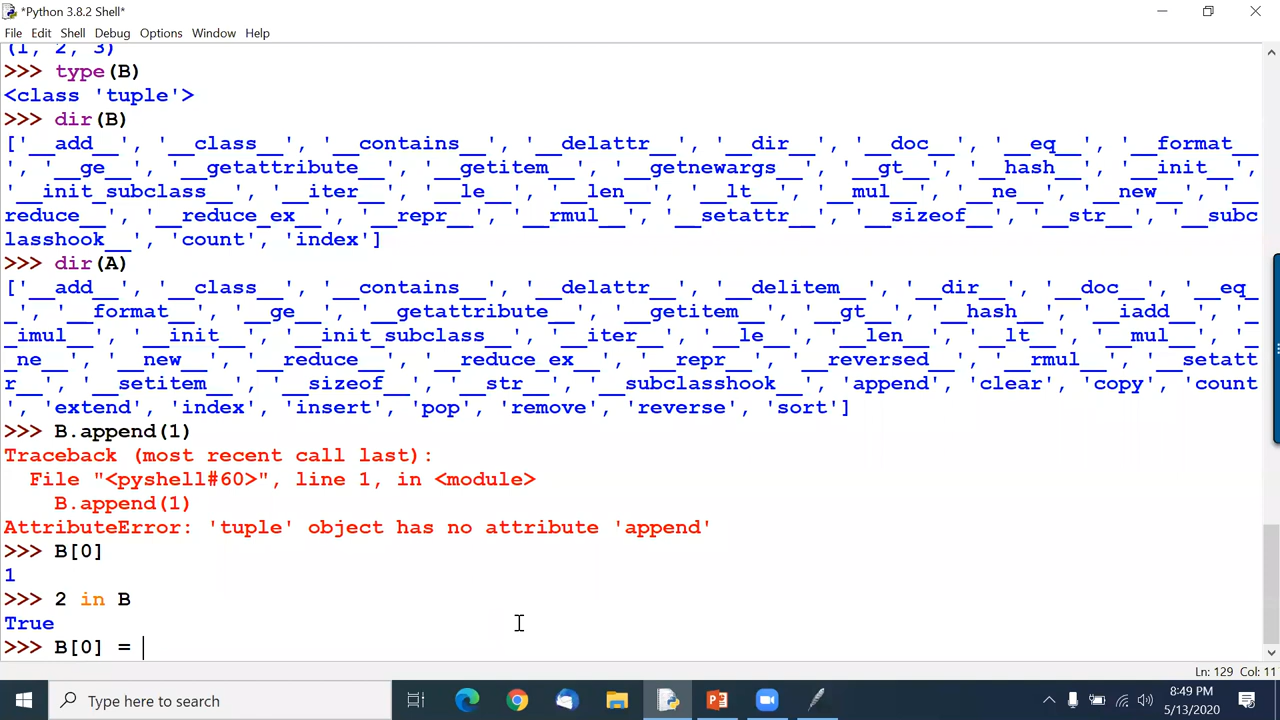 *Python 3.8.2 Shell*
File Edit Shell Debug Options Window Help
(1, 2, 3)
>>> type(B)
<class 'tuple'>
>>> dir(B)
['__add__', '__class__', '__contains__', '__delattr__', '__dir__', '__doc__', '__eq__', '__format__
', '__ge__', '__getattribute__', '__getitem__', '__getnewargs__', '__gt__', '__hash__', '__init__',
'__init_subclass__', '__iter__', '__le__', '__len__', '__lt__', '__mul__', '__ne__', '__new__', '__
reduce__', '__reduce_ex__', '__repr__', '__rmul__', '__setattr__', '__sizeof__', '__str__', '__subc
lasshook__', 'count', 'index']
>>> dir(A)
['__add__', '__class__', '__contains__', '__delattr__', '__delitem__', '__dir__', '__doc__', '__eq_
_', '__format__', '__ge__', '__getattribute__', '__getitem__', '__gt__', '__hash__', '__iadd__', '_
_imul__', '__init__', '__init_subclass__', '__iter__', '__le__', '__len__', '__lt__', '__mul__', '_
_ne__', '__new__', '__reduce__', '__reduce_ex__', '__repr__', '__reversed__', '__rmul__', '__setatt
r__', '__setitem__', '__sizeof__', '__str__', '__subclasshook__', 'append', 'clear', 'copy', 'count
', 'extend', 'index', 'insert', 'pop', 'remove', 'reverse', 'sort']
>>> B.append(1)
Traceback (most recent call last):
File "<pyshell#60>", line 1, in <module>
B.append(1)
AttributeError: 'tuple' object has no attribute 'append'
>>> B[0]
1
>>> 2 in B
True
>>> B[0] =
Ln: 129 Col: 11
Type here to search
8:49 PM
5/13/2020